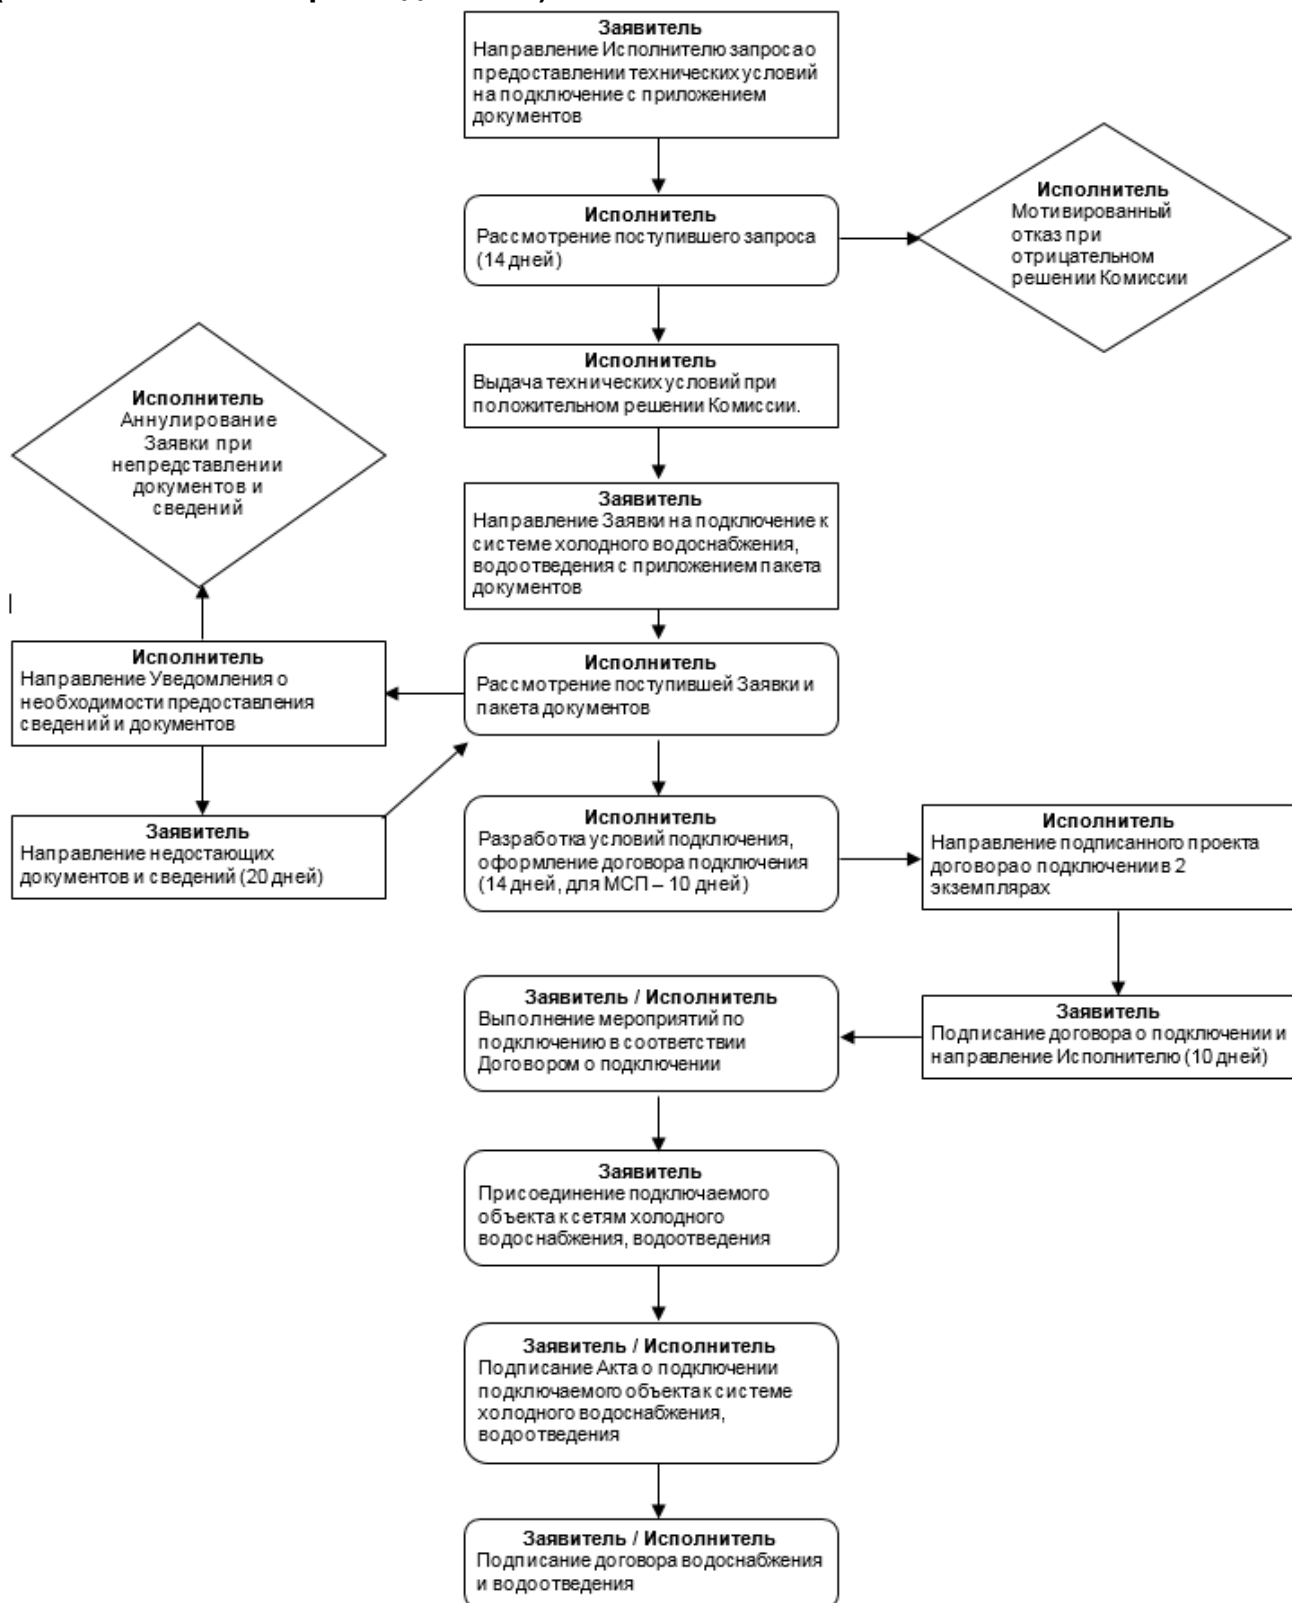 Заявитель
Направление Исполнителю запроса о
предоставлении технических условий
на подключение с приложением
документов
Исполнитель
Рассмотрение поступившего запроса
(14 дней)
Исполнитель
Мотивированный
отказ при
отрицательном
решении Комиссии
Исполнитель
Выдача технических условий при
положительном решении Комиссии.
Исполнитель
Аннулирование
Заявки при
непредставлении
документов и
сведений
Заявитель
Направление Заявки на подключение к
системе холодного водоснабжения,
водоотведения с приложением пакета
документов
Исполнитель
Рассмотрение поступившей Заявки и
пакета документов
Исполнитель
Направление Уведомления о
необходимости предоставления
сведений и документов
Заявитель
Направление недостающих
документов и сведений (20 дней)
Исполнитель
Разработка условий подключения,
оформление договора подключения
(14 дней, для МСП – 10 дней)
Исполнитель
Направление подписанного проекта
договора о подключении в 2
экземплярах
Заявитель
Подписание договора о подключении и
направление Исполнителю (10 дней)
Заявитель / Исполнитель
Выполнение мероприятий по
подключению в соответствии
Договором о подключении
Заявитель
Присоединение подключаемого
объекта к сетям холодного
водоснабжения, водоотведения
Заявитель / Исполнитель
Подписание Акта о подключении
подключаемого объекта к системе
холодного водоснабжения,
водоотведения
Заявитель / Исполнитель
Подписание договора водоснабжения
и водоотведения